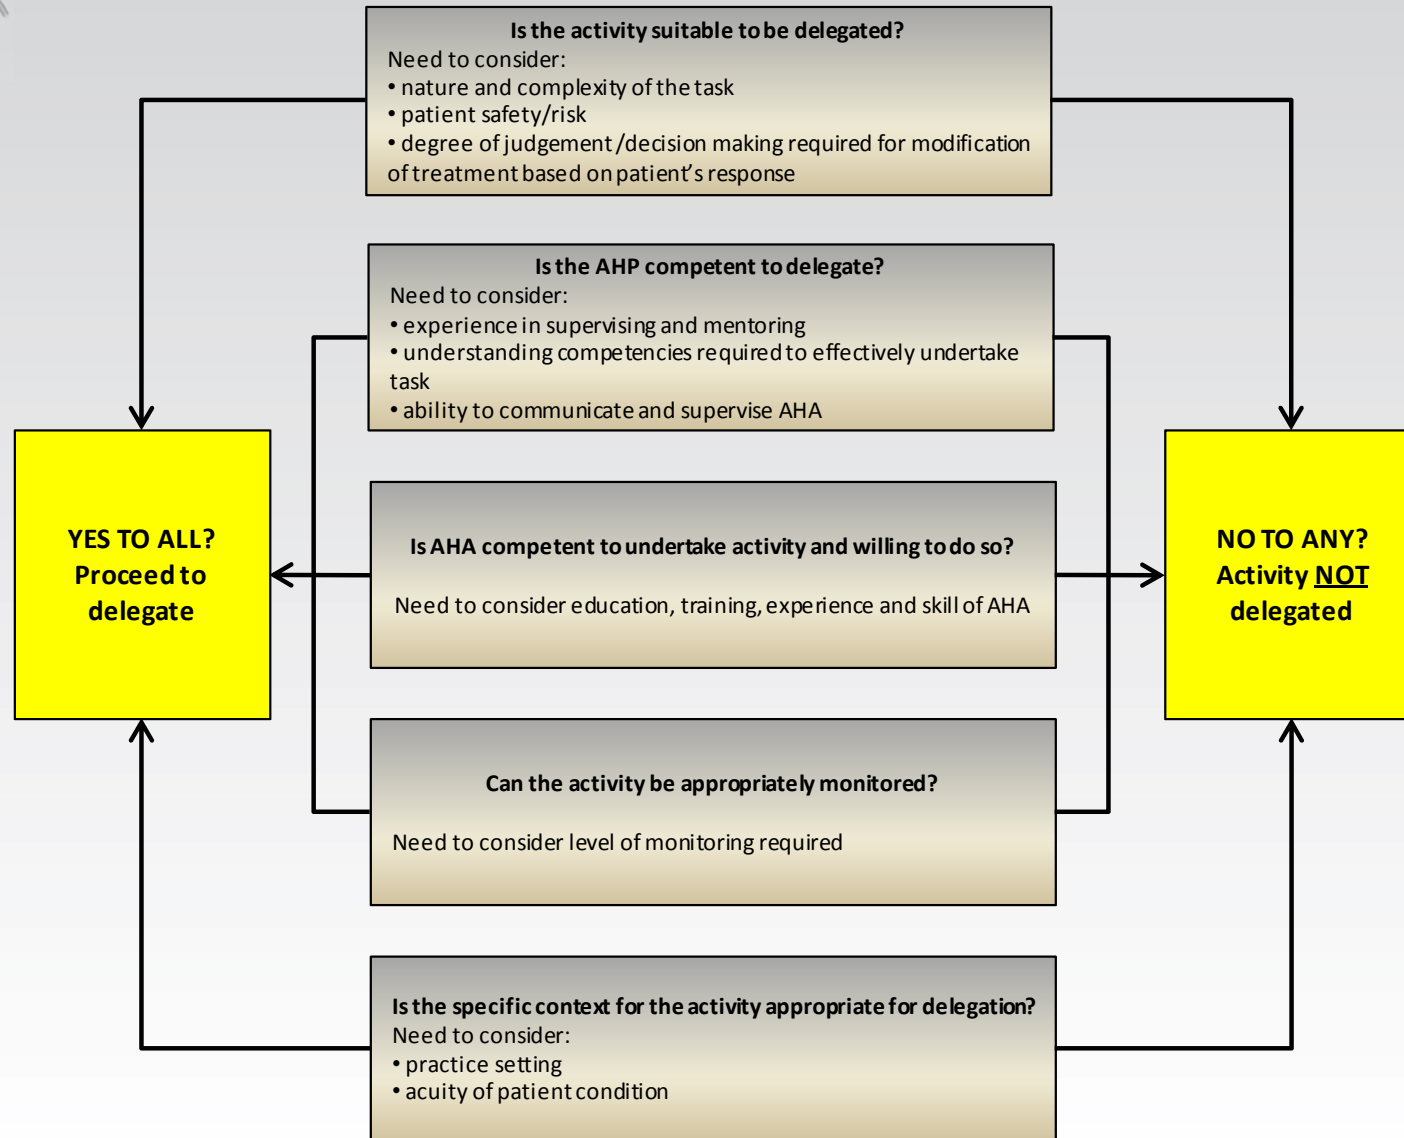 Is the activity suitable to be delegated?
Need to consider:
• nature and complexity of the task
• patient safety/risk
• degree of judgement/decision making required for modification
of treatment based on patient's response
Is the AHP competent to delegate?
Need to consider:
• experience in supervising and mentoring
• understanding competencies required to effectively undertake
task
• ability to communicate and supervise AHA
YES TO ALL?
Proceed to
delegate
Is AHA competent to undertake activity and willing to do so?
Need to consider education, training, experience and skill of AHA
NO TO ANY?
Activity NOT
delegated
Can the activity be appropriately monitored?
Need to consider level of monitoring required
Is the specific context for the activity appropriate for delegation?
Need to consider:
• practice setting
• acuity of patient condition